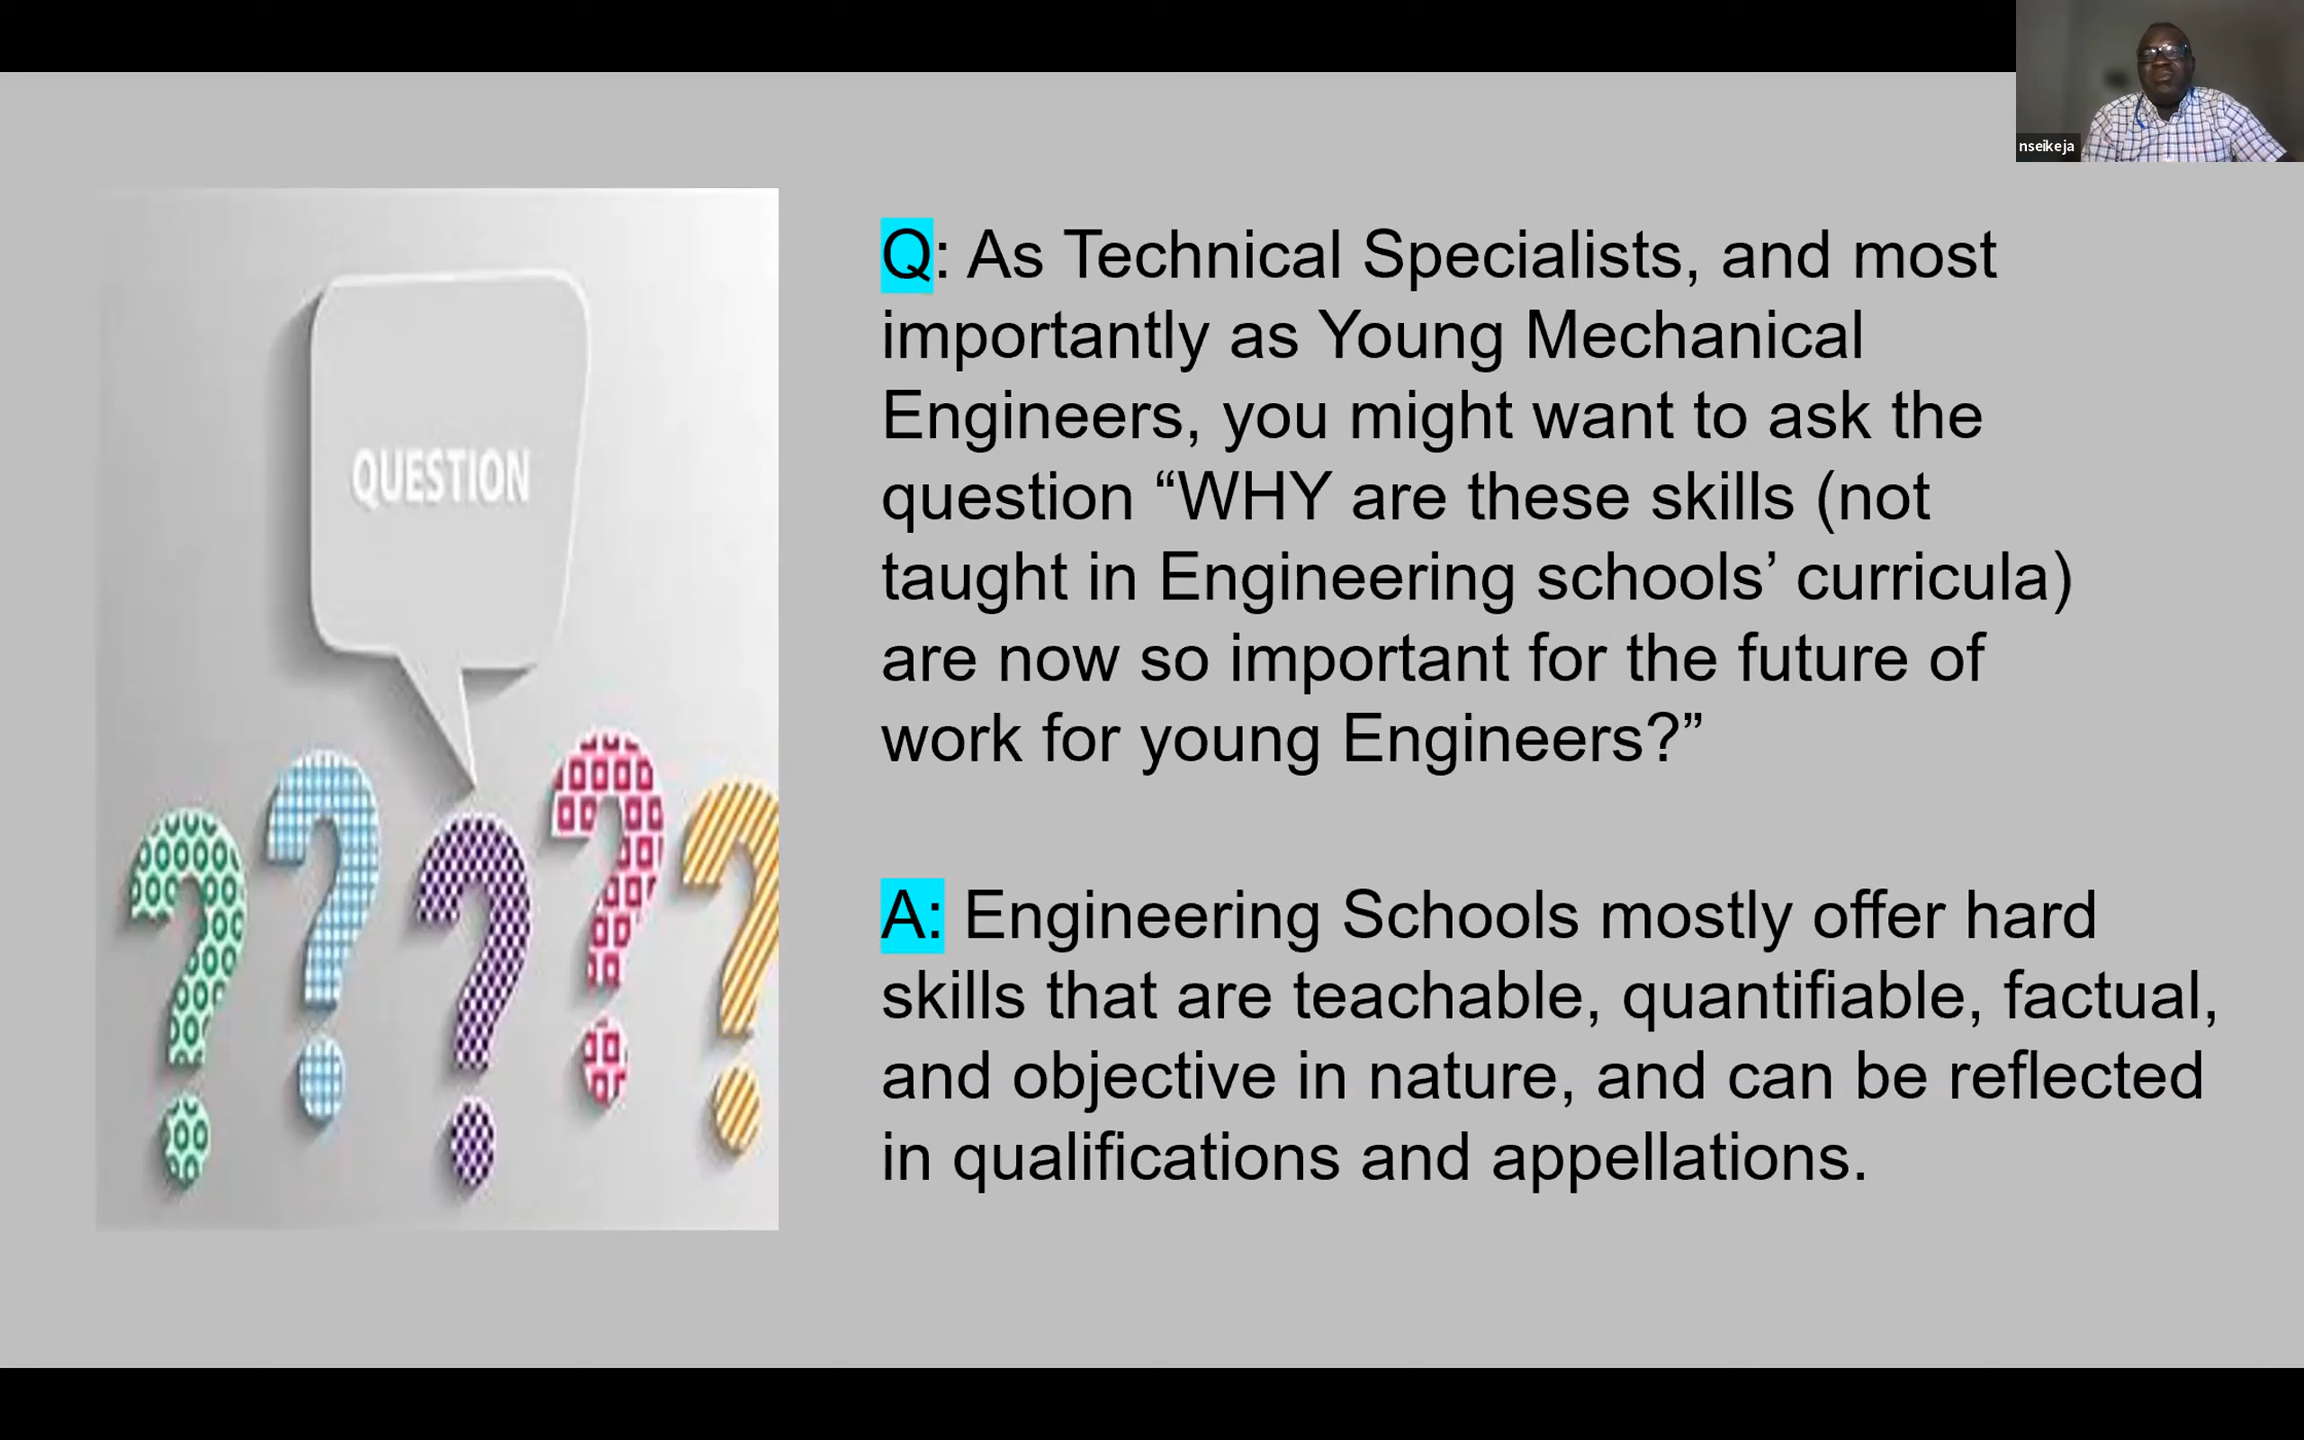 nseikeja
QUESTION
Q: As Technical Specialists, and most
importantly as Young Mechanical
Engineers, you might want to ask the
question “WHY are these skills (not
taught in Engineering schools’ curricula)
are now so important for the future of
work for young Engineers?”
A: Engineering Schools mostly offer hard
skills that are teachable, quantifiable, factual,
and objective in nature, and can be reflected
in qualifications and appellations.